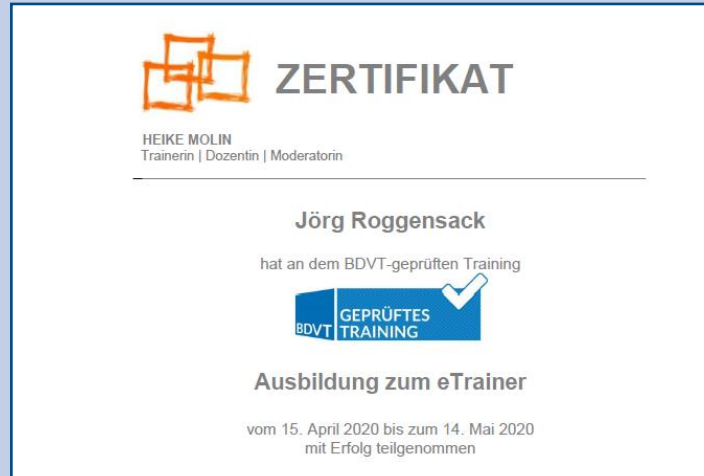 ZERTIFIKAT
HEIKE MOLIN
Trainerin | Dozentin | Moderatorin
Jörg Roggensack
hat an dem BDVT-geprüften Training
BDVT GEPRÜFTES
TRAINING
Ausbildung zum eTrainer
vom 15. April 2020 bis zum 14. Mai 2020
mit Erfolg teilgenommen